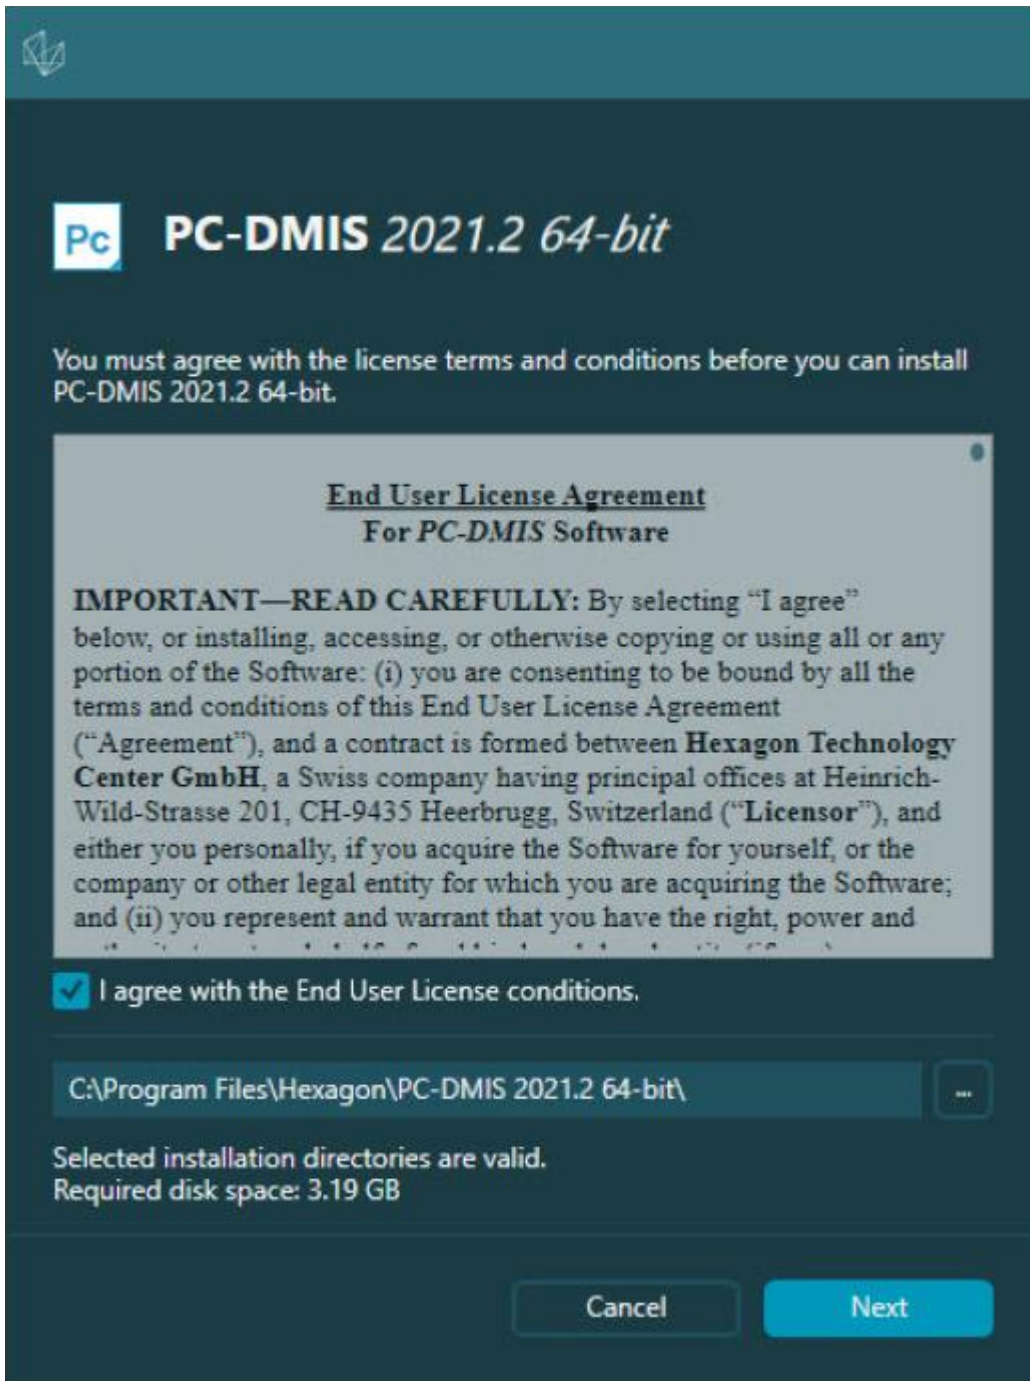 Pc
PC-DMIS 2021.2 64-bit
You must agree with the license terms and conditions before you can install
PC-DMIS 2021.2 64-bit.
End User License Agreement
For PC-DMIS Software
IMPORTANT—READ CAREFULLY: By selecting “I agree”
below, or installing, accessing, or otherwise copying or using all or any
portion of the Software: (i) you are consenting to be bound by all the
terms and conditions of this End User License Agreement
(“Agreement”), and a contract is formed between Hexagon Technology
Center GmbH, a Swiss company having principal offices at Heinrich-
Wild-Strasse 201, CH-9435 Heerbrugg, Switzerland (“Licensor”), and
either you personally, if you acquire the Software for yourself, or the
company or other legal entity for which you are acquiring the Software;
and (ii) you represent and warrant that you have the right, power and
I agree with the End User License conditions.
C:\Program Files\Hexagon\PC-DMIS 2021.2 64-bit\
...
Selected installation directories are valid.
Required disk space: 3.19 GB
Cancel
Next